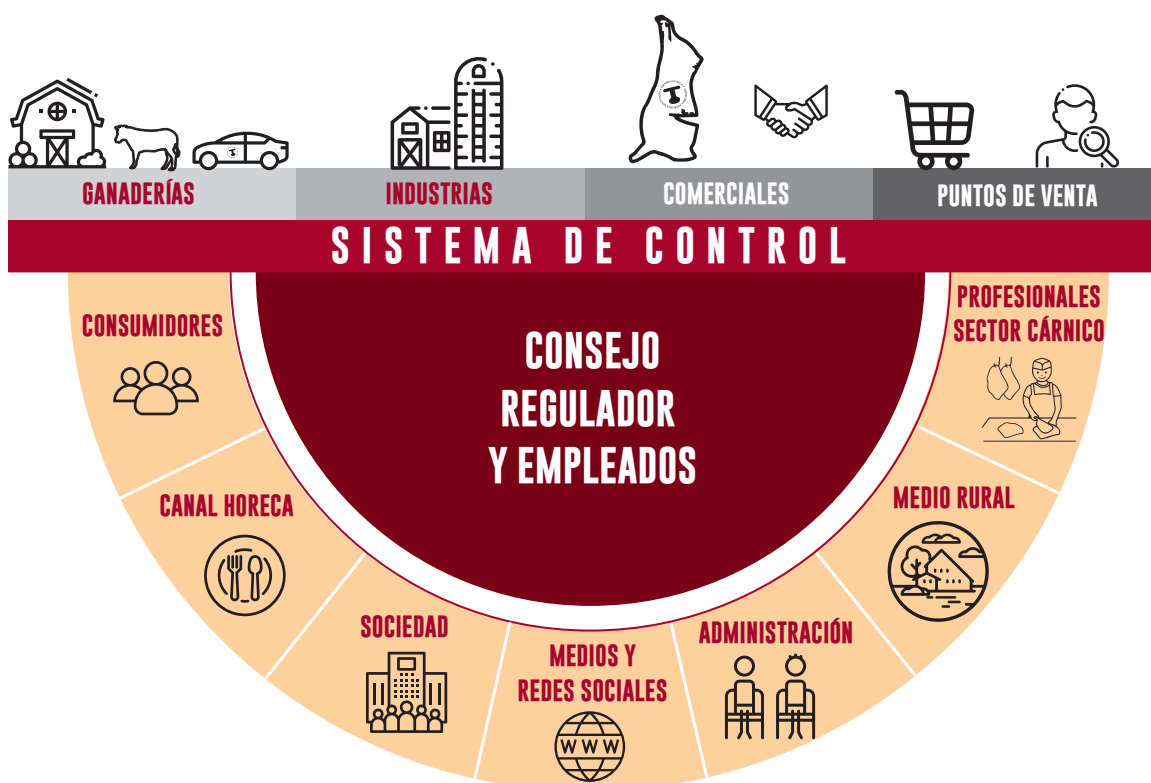 GANADERÍAS
INDUSTRIAS
COMERCIALES
PUNTOS DE VENTA
SISTEMA DE CONTROL
CONSUMIDORES
CONSEJO
REGULADOR
Y EMPLEADOS
PROFESIONALES
SECTOR CÁRNICO
CANAL HORECA
MEDIO RURAL
SOCIEDAD
MEDIOS Y
REDES SOCIALES
WWW
ADMINISTRACIÓN